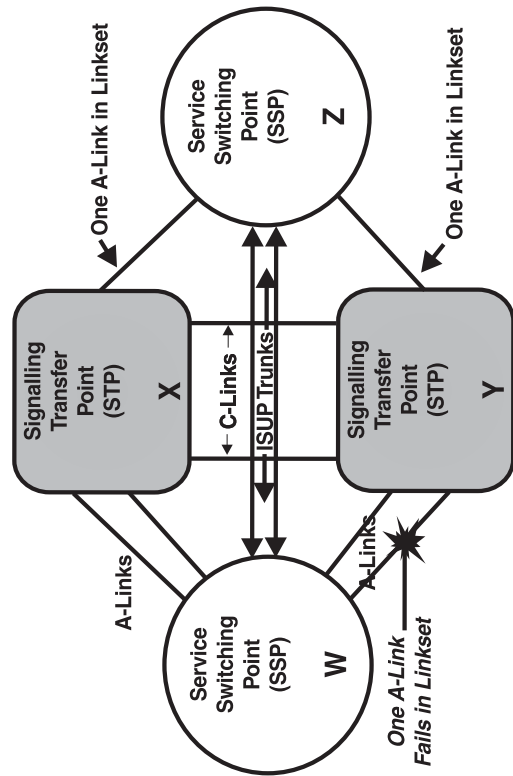 Service
Switching
Point
(SSP)
W
One A-Link
Fails in Linkset
A-Links
A-Links
Signalling
Transfer
Point
(STP)
Y
C-Links
ISUP Trunks
Signalling
Transfer
Point
(STP)
X
One A-Link in Linkset
One A-Link in Linkset
Service
Switching
Point
(SSP)
Z